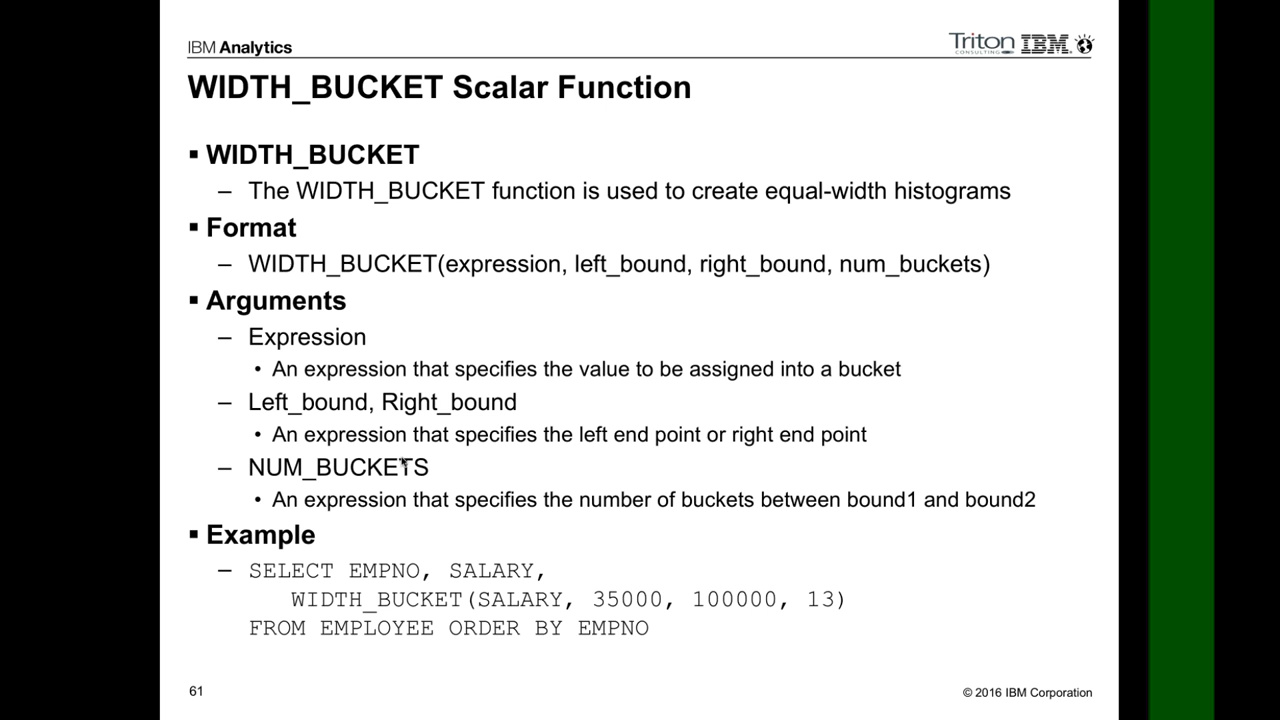 IBM Analytics
Triton IBM
CONSULTING
WIDTH_BUCKET Scalar Function
▪ WIDTH_BUCKET
– The WIDTH_BUCKET function is used to create equal-width histograms
▪ Format
– WIDTH_BUCKET(expression, left_bound, right_bound, num_buckets)
▪ Arguments
– Expression
• An expression that specifies the value to be assigned into a bucket
– Left_bound, Right_bound
• An expression that specifies the left end point or right end point
– NUM_BUCKETS
• An expression that specifies the number of buckets between bound1 and bound2
▪ Example
– SELECT EMPNO, SALARY,
WIDTH_BUCKET(SALARY, 35000, 100000, 13)
FROM EMPLOYEE ORDER BY EMPNO
61
© 2016 IBM Corporation